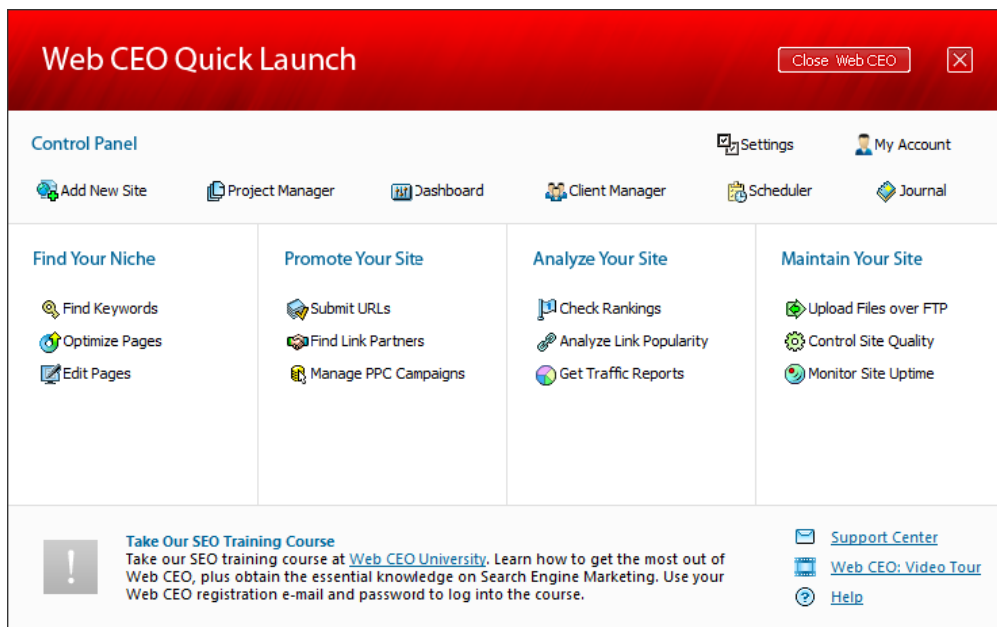 Web CEO Quick Launch
Close Web CEO
Control Panel
Settings
My Account
Add New Site
Project Manager
Dashboard
Client Manager
Scheduler
Journal
Find Your Niche
Find Keywords
Optimize Pages
Edit Pages
Promote Your Site
Submit URLs
Find Link Partners
Manage PPC Campaigns
Analyze Your Site
Check Rankings
Analyze Link Popularity
Get Traffic Reports
Maintain Your Site
Upload Files over FTP
Control Site Quality
Monitor Site Uptime
Take Our SEO Training Course
Take our SEO training course at Web CEO University. Learn how to get the most out of
Web CEO, plus obtain the essential knowledge on Search Engine Marketing. Use your
Web CEO registration e-mail and password to log into the course.
Support Center
Web CEO: Video Tour
Help